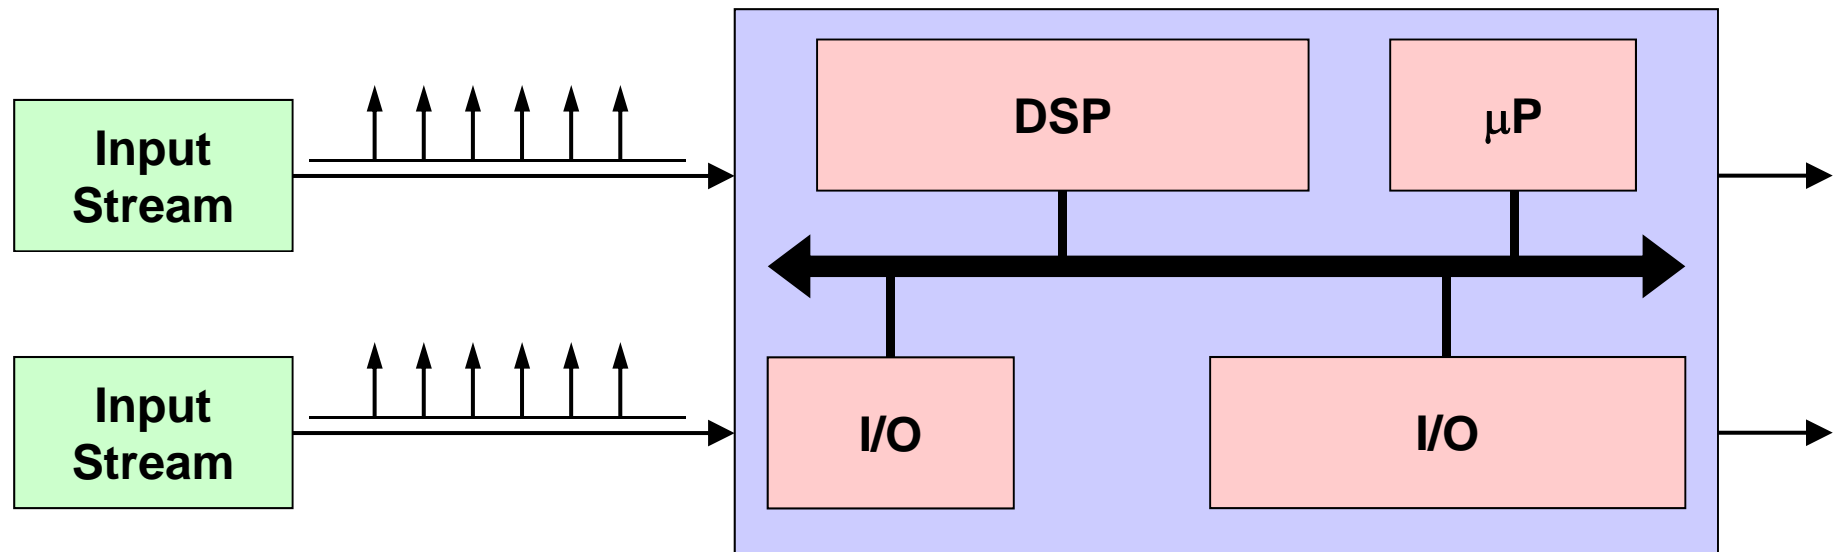 Input
Stream
DSP
μP
Input
Stream
I/O
I/O